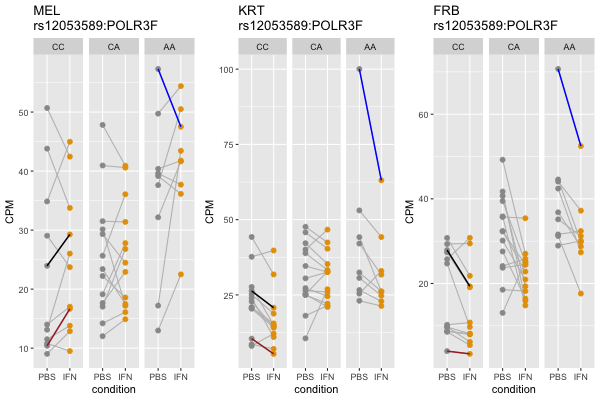 MEL
rs12053589:POLR3F
CC CA AA
CPM
50
40
30
20
10
PBS IFN PBS IFN PBS IFN
condition
KRT
rs12053589:POLR3F
CC CA AA
CPM
100
75
50
25
PBS IFN PBS IFN PBS IFN
condition
FRB
rs12053589:POLR3F
CC CA AA
CPM
60
40
20
PBS IFN PBS IFN PBS IFN
condition